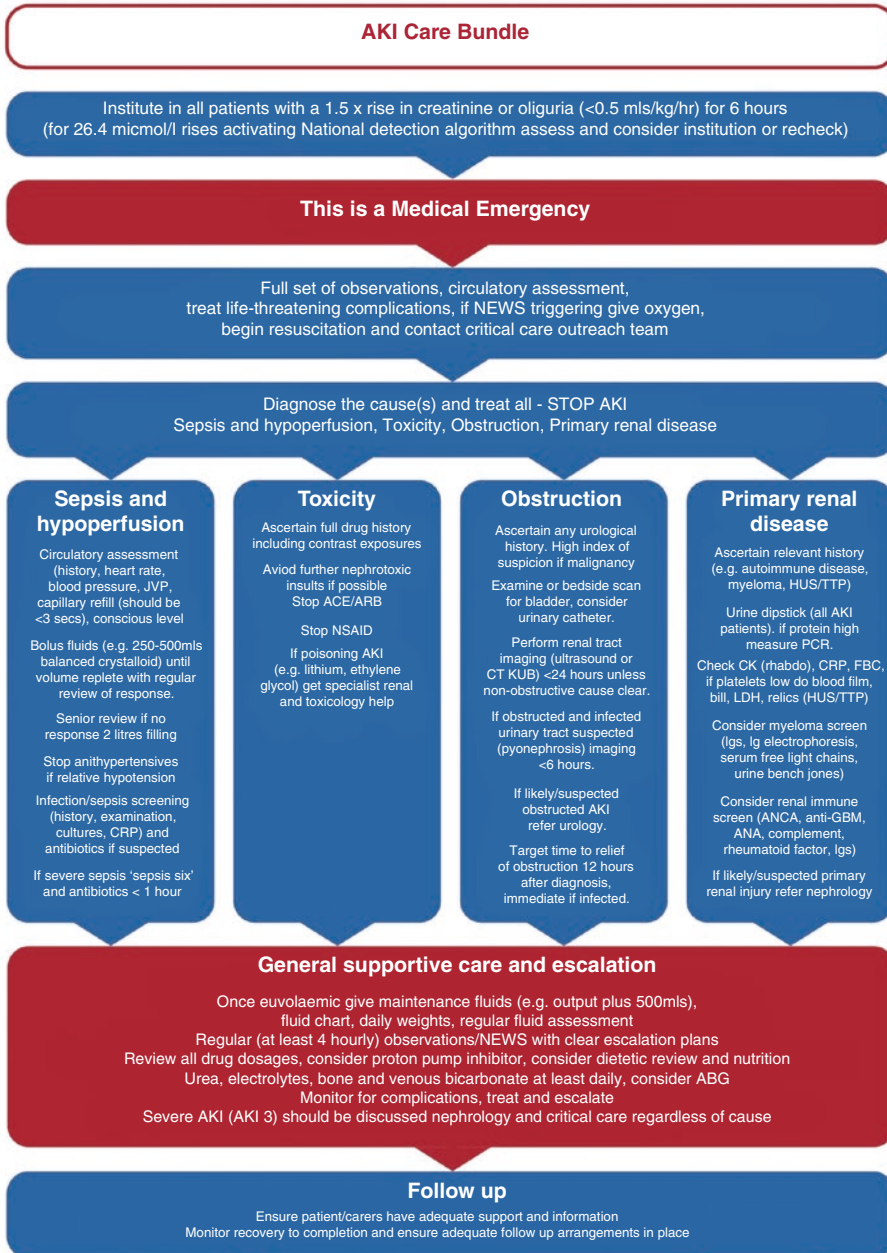 AKI Care Bundle
Institute in all patients with a 1.5 x rise in creatinine or oliguria (<0.5 mls/kg/hr) for 6 hours
(for 26.4 micmol/l rises activating National detection algorithm assess and consider institution or recheck)
This is a Medical Emergency
Full set of observations, circulatory assessment,
treat life-threatening complications, if NEWS triggering give oxygen,
begin resuscitation and contact critical care outreach team
Diagnose the cause(s) and treat all - STOP AKI
Sepsis and hypoperfusion, Toxicity, Obstruction, Primary renal disease
Sepsis and
hypoperfusion
Circulatory assessment
(history, heart rate,
blood pressure, JVP,
capillary refill (should be
<3 secs), conscious level
Bolus fluids (e.g. 250-500mls
balanced crystalloid) until
volume replete with regular
review of response.
Senior review if no
response 2 litres filling
Stop anithypertensives
if relative hypotension
Infection/sepsis screening
(history, examination,
cultures, CRP) and
antibiotics if suspected
If severe sepsis ‘sepsis six’
and antibiotics < 1 hour
Toxicity
Ascertain full drug history
including contrast exposures
Aviod further nephrotoxic
insults if possible
Stop ACE/ARB
Stop NSAID
If poisoning AKI
(e.g. lithium, ethylene
glycol) get specialist renal
and toxicology help
Obstruction
Ascertain any urological
history. High index of
suspicion if malignancy
Examine or bedside scan
for bladder, consider
urinary catheter.
Perform renal tract
imaging (ultrasound or
CT KUB) <24 hours unless
non-obstructive cause clear.
If obstructed and infected
urinary tract suspected
(pyonephrosis) imaging
<6 hours.
If likely/suspected
obstructed AKI
refer urology.
Target time to relief
of obstruction 12 hours
after diagnosis,
immediate if infected.
Primary renal
disease
Ascertain relevant history
(e.g. autoimmune disease,
myeloma, HUS/TTP)
Urine dipstick (all AKI
patients). if protein high
measure PCR.
Check CK (rhabdo), CRP, FBC,
if platelets low do blood film,
bill, LDH, relics (HUS/TTP)
Consider myeloma screen
(lgs, lg electrophoresis,
serum free light chains,
urine bench jones)
Consider renal immune
screen (ANCA, anti-GBM,
ANA, complement,
rheumatoid factor, lgs)
If likely/suspected primary
renal injury refer nephrology
General supportive care and escalation
Once euvolaemic give maintenance fluids (e.g. output plus 500mls),
fluid chart, daily weights, regular fluid assessment
Regular (at least 4 hourly) observations/NEWS with clear escalation plans
Review all drug dosages, consider proton pump inhibitor, consider dietetic review and nutrition
Urea, electrolytes, bone and venous bicarbonate at least daily, consider ABG
Monitor for complications, treat and escalate
Severe AKI (AKI 3) should be discussed nephrology and critical care regardless of cause
Follow up
Ensure patient/carers have adequate support and information
Monitor recovery to completion and ensure adequate follow up arrangements in place